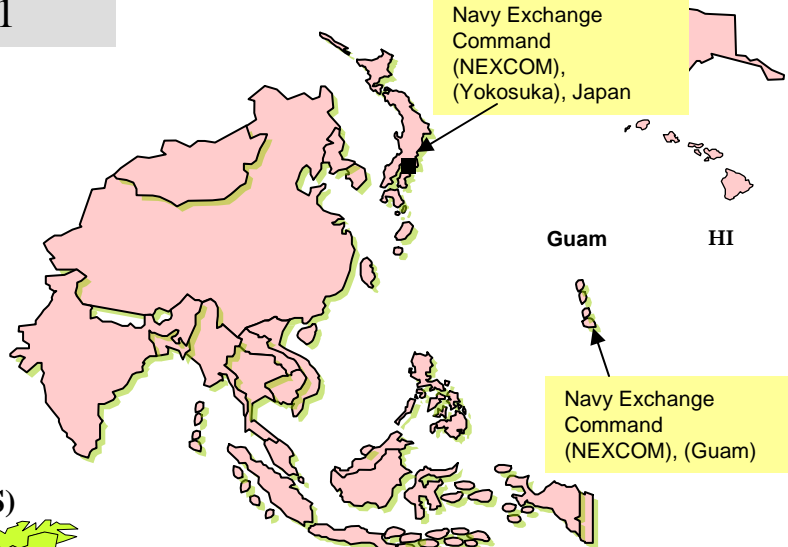 1
Navy Exchange
Command
(NEXCOM),
(Yokosuka), Japan
Guam
HI
Navy Exchange
Command
(NEXCOM), (Guam)
S)